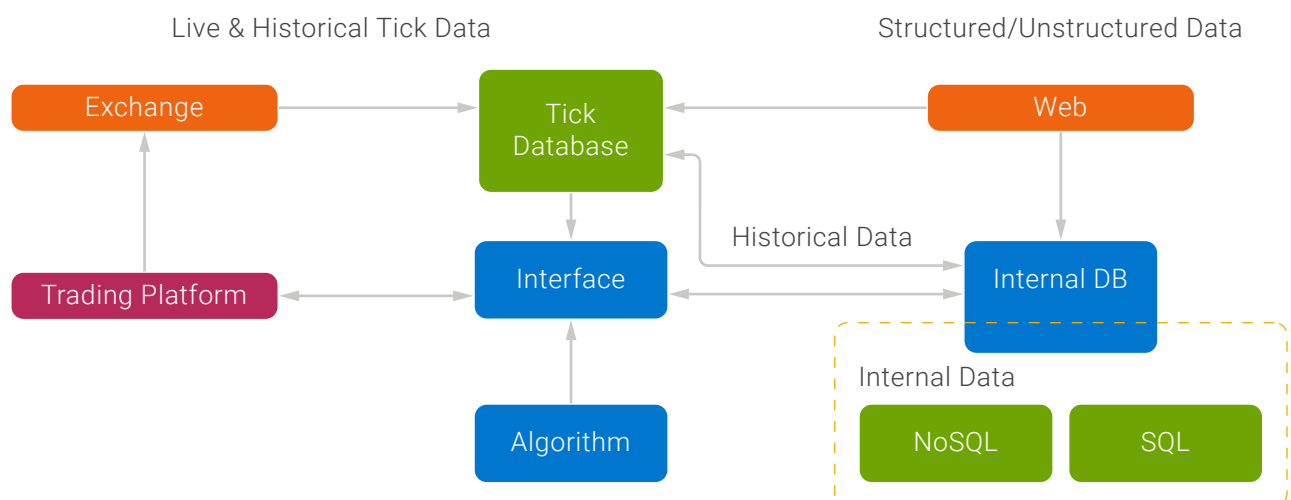 Live & Historical Tick Data
Structured/Unstructured Data
Exchange
Tick
Database
Web
Historical Data
Trading Platform
Interface
Internal DB
Internal Data
Algorithm
NoSQL
SQL